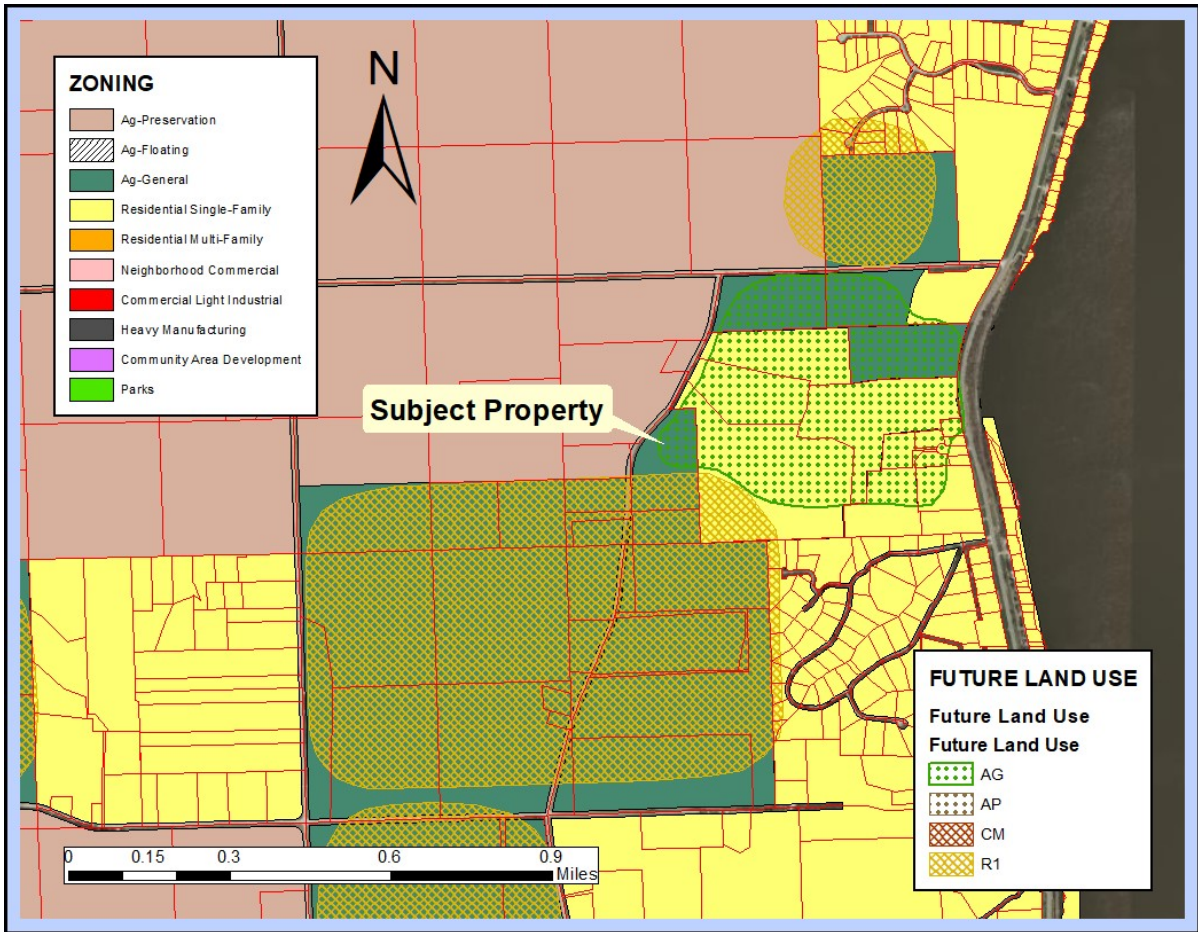 ZONING
Ag-Preservation
Ag-Floating
Ag-General
Residential Single-Family
Residential Multi-Family
Neighborhood Commercial
Commercial Light Industrial
Heavy Manufacturing
Community Area Development
Parks
N
Subject Property
FUTURE LAND USE
Future Land Use
Future Land Use
AG
AP
CM
R1
0 0.15 0.3 0.6 0.9
Miles